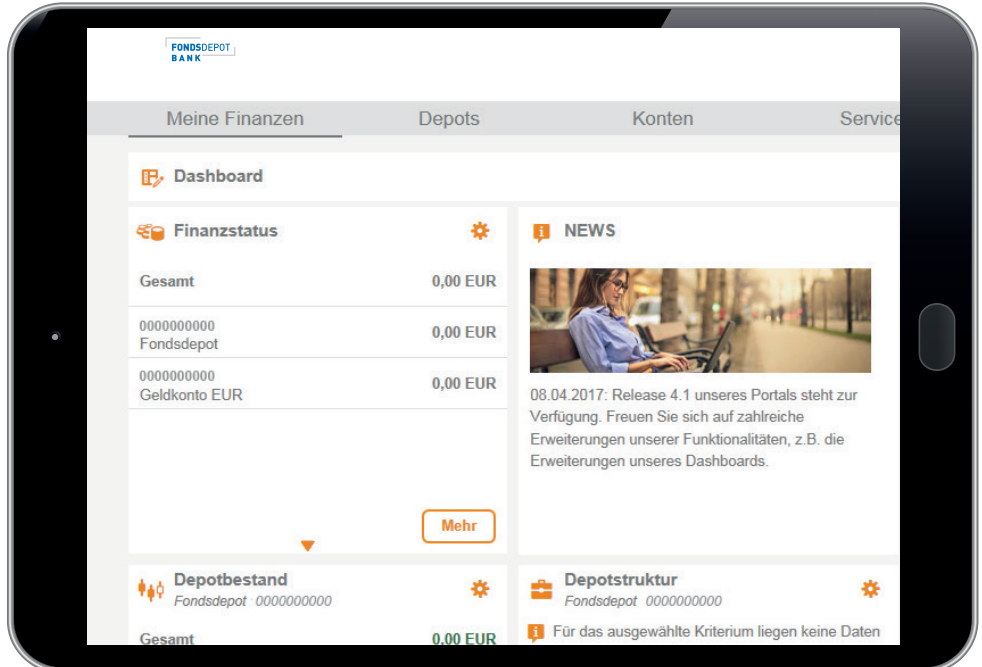 FONDSDEPOT
BANK
Meine Finanzen Depots Konten Service
Dashboard
Finanzstatus
Gesamt 0,00 EUR
0000000000
Fondsdepot 0,00 EUR
0000000000
Geldkonto EUR 0,00 EUR
Mehr
NEWS
08.04.2017: Release 4.1 unseres Portals steht zur
Verfügung. Freuen Sie sich auf zahlreiche
Erweiterungen unserer Funktionalitäten, z.B. die
Erweiterungen unseres Dashboards.
Depotbestand
Fondsdepot 0000000000
Gesamt 0,00 EUR
Depotstruktur
Fondsdepot 0000000000
Für das ausgewählte Kriterium liegen keine Daten